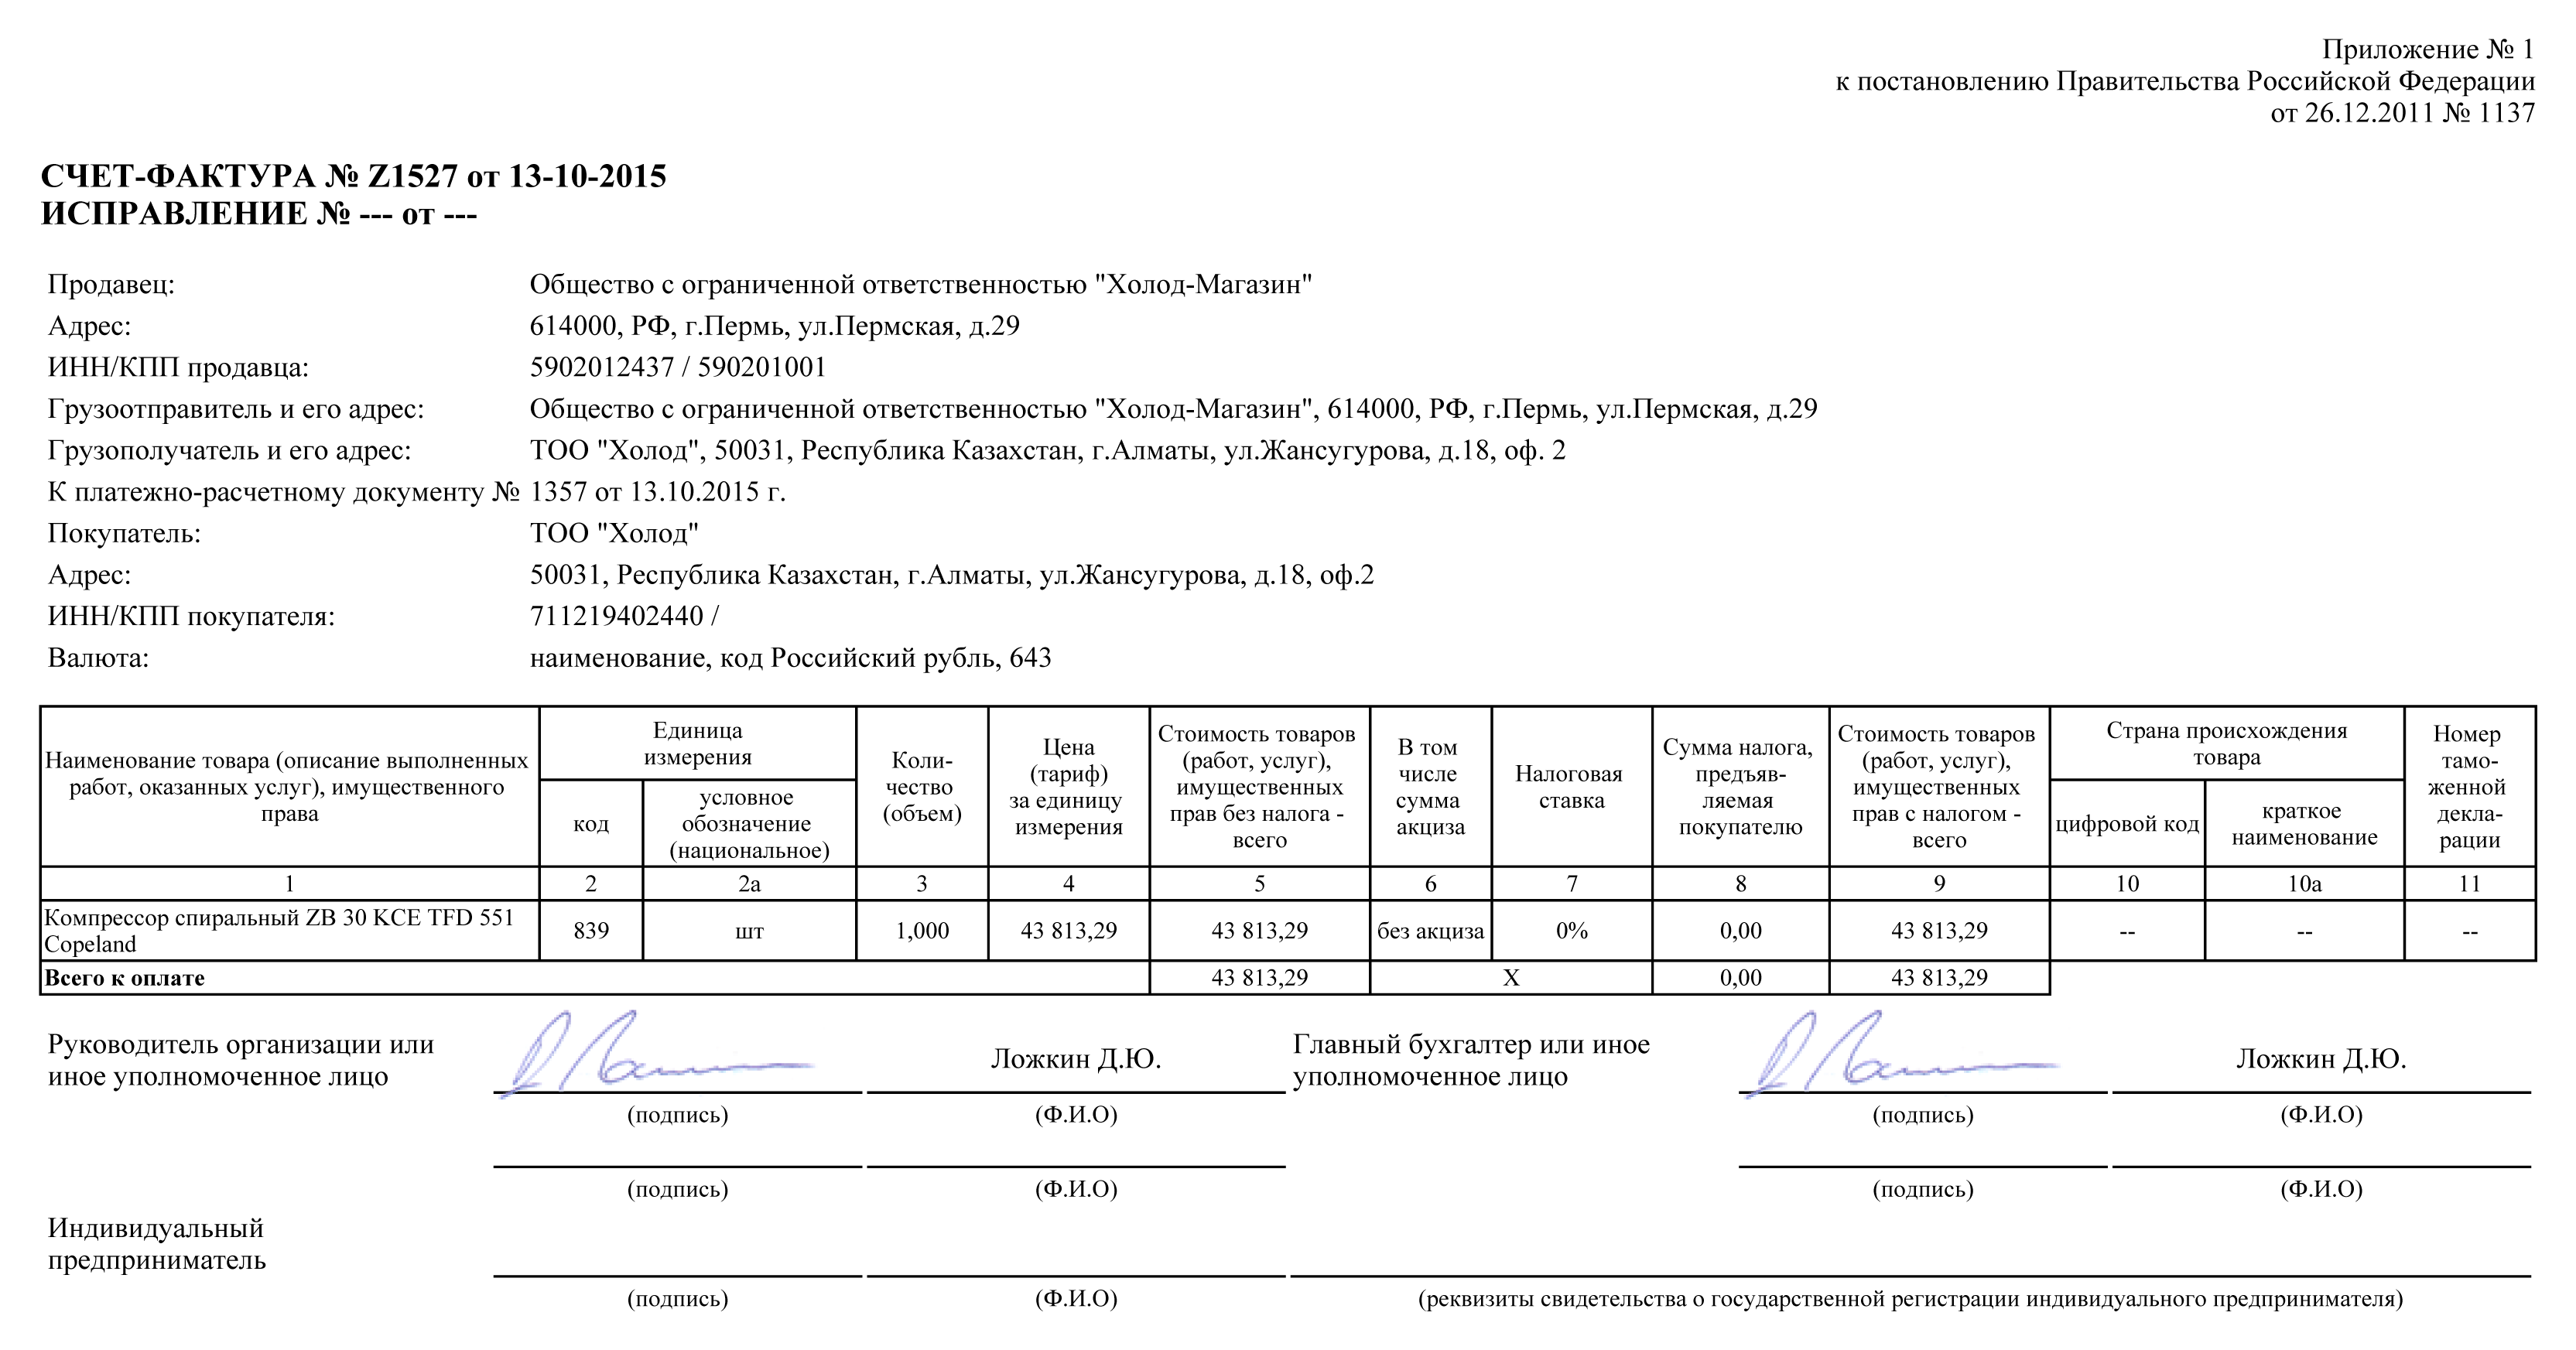 Приложение № 1
к постановлению Правительства Российской Федерации
от 26.12.2011 № 1137
СЧЕТ-ФАКТУРА № Z1527 от 13-10-2015
ИСПРАВЛЕНИЕ № --- от ---
Продавец: Общество с ограниченной ответственностью "Холод-Магазин"
Адрес: 614000, РФ, г.Пермь, ул.Пермская, д.29
ИНН/КПП продавца: 5902012437 / 590201001
Грузоотправитель и его адрес: Общество с ограниченной ответственностью "Холод-Магазин", 614000, РФ, г.Пермь, ул.Пермская, д.29
Грузополучатель и его адрес: ТОО "Холод", 50031, Республика Казахстан, г.Алматы, ул.Жансугурова, д.18, оф. 2
К платежно-расчетному документу № 1357 от 13.10.2015 г.
Покупатель: ТОО "Холод"
Адрес: 50031, Республика Казахстан, г.Алматы, ул.Жансугурова, д.18, оф.2
ИНН/КПП покупателя: 711219402440 /
Валюта: наименование, код Российский рубль, 643
Наименование товара (описание выполненных
работ, оказанных услуг), имущественного
права
Единица
измерения
код
условное
обозначение
(национальное)
Коли-
чество
(объем)
Цена
(тариф)
за единицу
измерения
Стоимость товаров
(работ, услуг),
имущественных
прав без налога -
всего
В том
числе
сумма
акциза
Налоговая
ставка
Сумма налога,
предъяв-
ляемая
покупателю
Стоимость товаров
(работ, услуг),
имущественных
прав с налогом -
всего
Страна происхождения
товара
цифровой код
краткое
наименование
Номер
тамо-
женной
декла-
рации
1 2 2а 3 4 5 6 7 8 9 10 10а 11
Компрессор спиральный ZB 30 KCE TFD 551
Copeland
839 шт 1,000 43 813,29 43 813,29 без акциза 0% 0,00 43 813,29 -- -- --
Всего к оплате 43 813,29 X 0,00 43 813,29
Руководитель организации или
иное уполномоченное лицо
Ложкин Д.Ю.
Главный бухгалтер или иное
уполномоченное лицо
Ложкин Д.Ю.
(подпись) (Ф.И.О) (подпись) (Ф.И.О)
(подпись) (Ф.И.О) (подпись) (Ф.И.О)
Индивидуальный
предприниматель
(подпись) (Ф.И.О) (реквизиты свидетельства о государственной регистрации индивидуального предпринимателя)